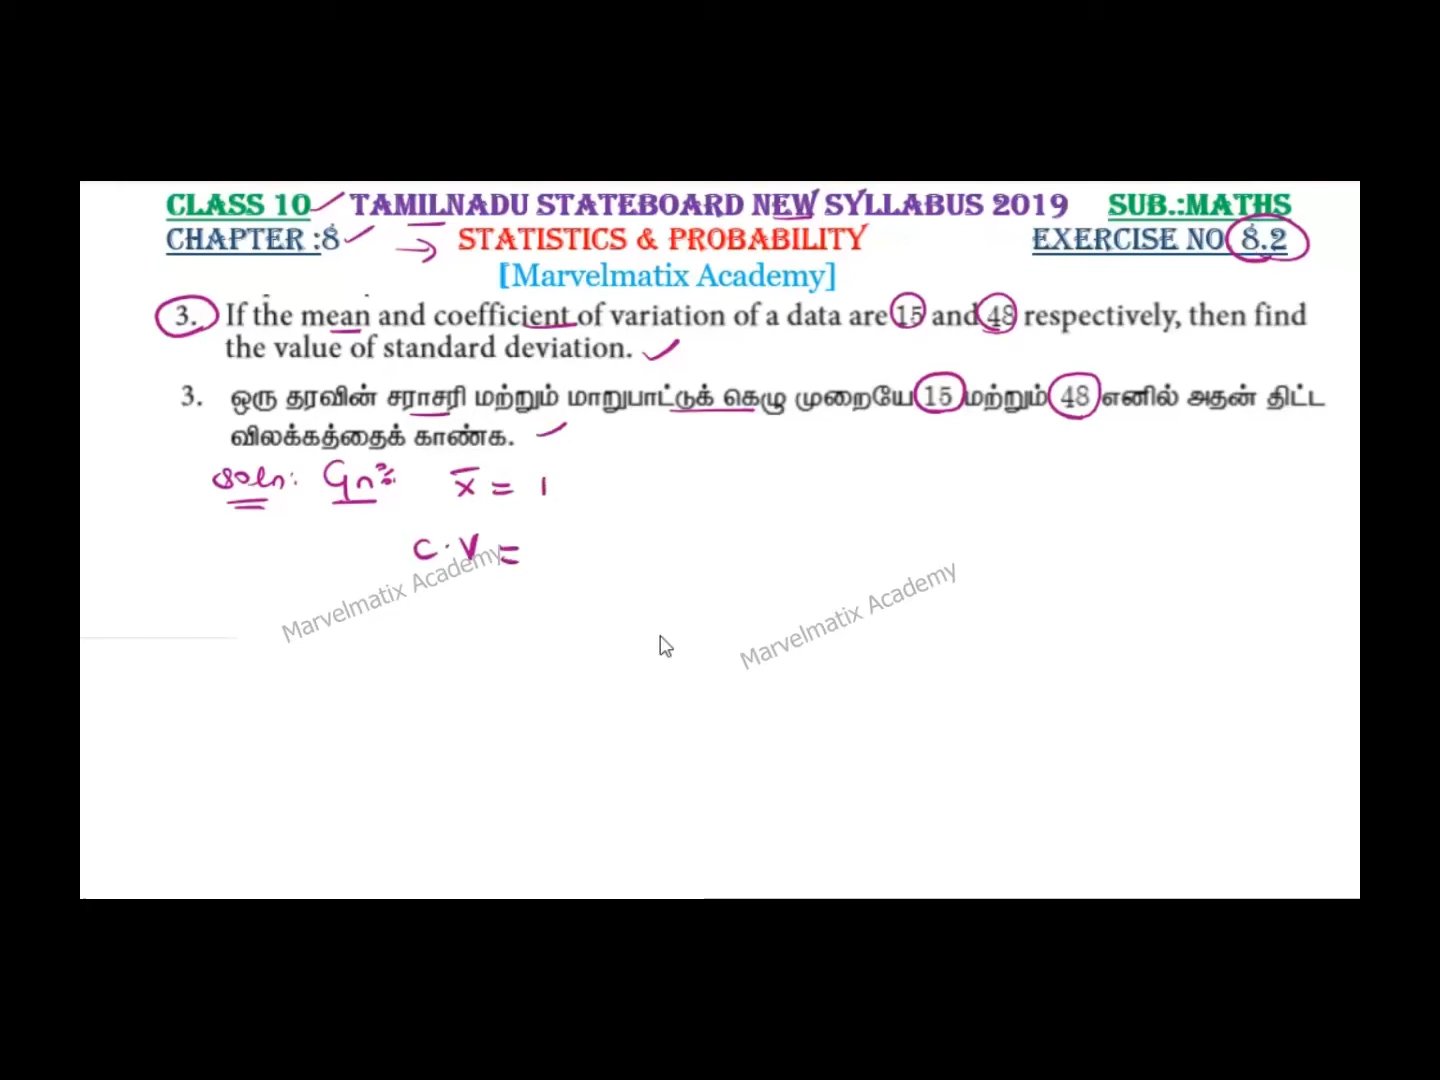 CLASS 10 TAMILNADU STATEBOARD NEW SYLLABUS 2019 SUB.:MATHS
CHAPTER :8 → STATISTICS & PROBABILITY EXERCISE NO 8.2
[Marvelmatix Academy]
3. If the mean and coefficient of variation of a data are 15 and 48 respectively, then find
the value of standard deviation.
3. ஒரு தரவின் சராசரி மற்றும் மாறுபாட்டுக் கெழு முறையே 15 மற்றும் 48 எனில் அதன் திட்ட
விலக்கத்தைக் காண்க.
Soln: Gn: x̄ = 1
C.V =
Marvelmatix Academy
Marvelmatix Academy